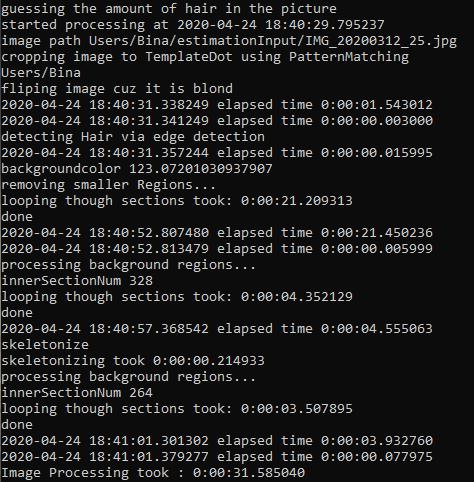 guessing the amount of hair in the picture
started processing at 2020-04-24 18:40:29.795237
image path Users/Bina/estimationInput/IMG_20200312_25.jpg
cropping image to TemplateDot using PatternMatching
Users/Bina
fliping image cuz it is blond
2020-04-24 18:40:31.338249 elapsed time 0:00:01.543012
2020-04-24 18:40:31.341249 elapsed time 0:00:00.003000
detecting Hair via edge detection
2020-04-24 18:40:31.357244 elapsed time 0:00:00.015995
backgroundcolor 123.07201030937907
removing smaller Regions...
looping though sections took: 0:00:21.209313
done
2020-04-24 18:40:52.807480 elapsed time 0:00:21.450236
2020-04-24 18:40:52.813479 elapsed time 0:00:00.005999
processing background regions...
innerSectionNum 328
looping though sections took: 0:00:04.352129
done
2020-04-24 18:40:57.368542 elapsed time 0:00:04.555063
skeletonize
skeletonizing took 0:00:00.214933
processing background regions...
innerSectionNum 264
looping though sections took: 0:00:03.507895
done
2020-04-24 18:41:01.301302 elapsed time 0:00:03.932760
2020-04-24 18:41:01.379277 elapsed time 0:00:00.077975
Image Processing took : 0:00:31.585040